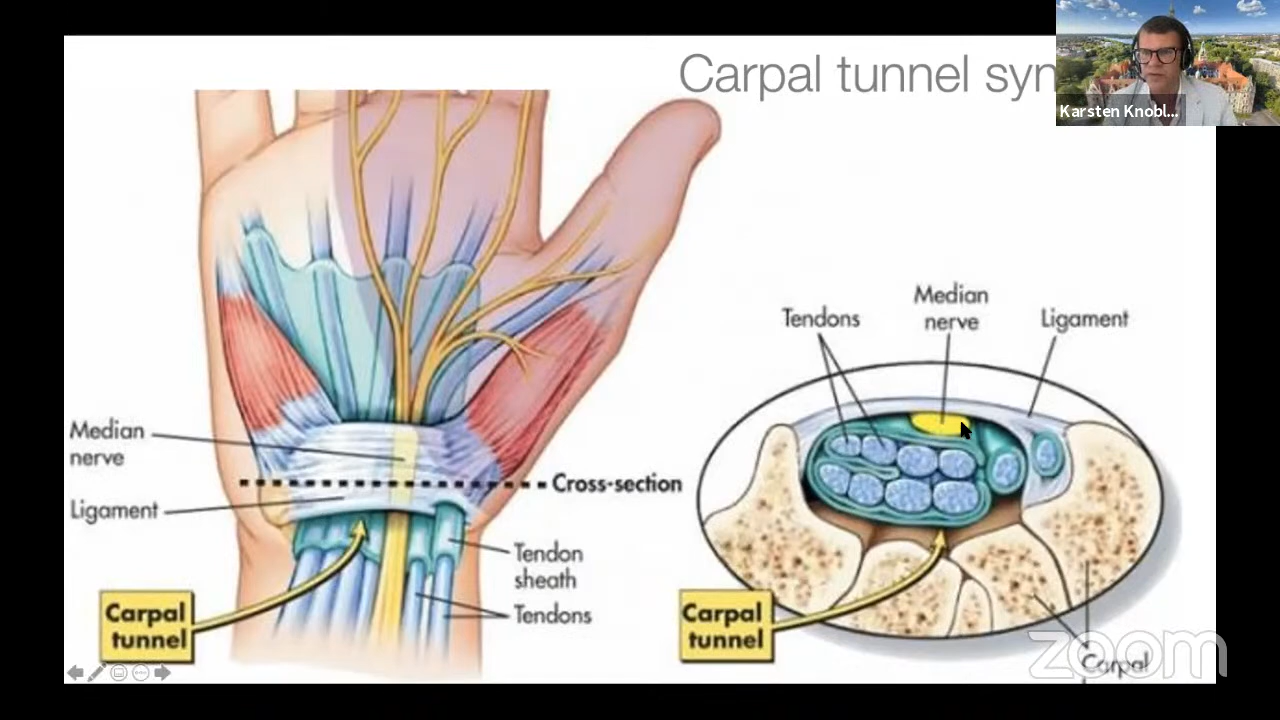 Carpal tunnel syn
Karsten Knobl...
Median
nerve
Ligament
Cross-section
Tendon
sheath
Tendons
Carpal
tunnel
Tendons
Median
nerve
Ligament
Carpal
tunnel
Carpal
zoom